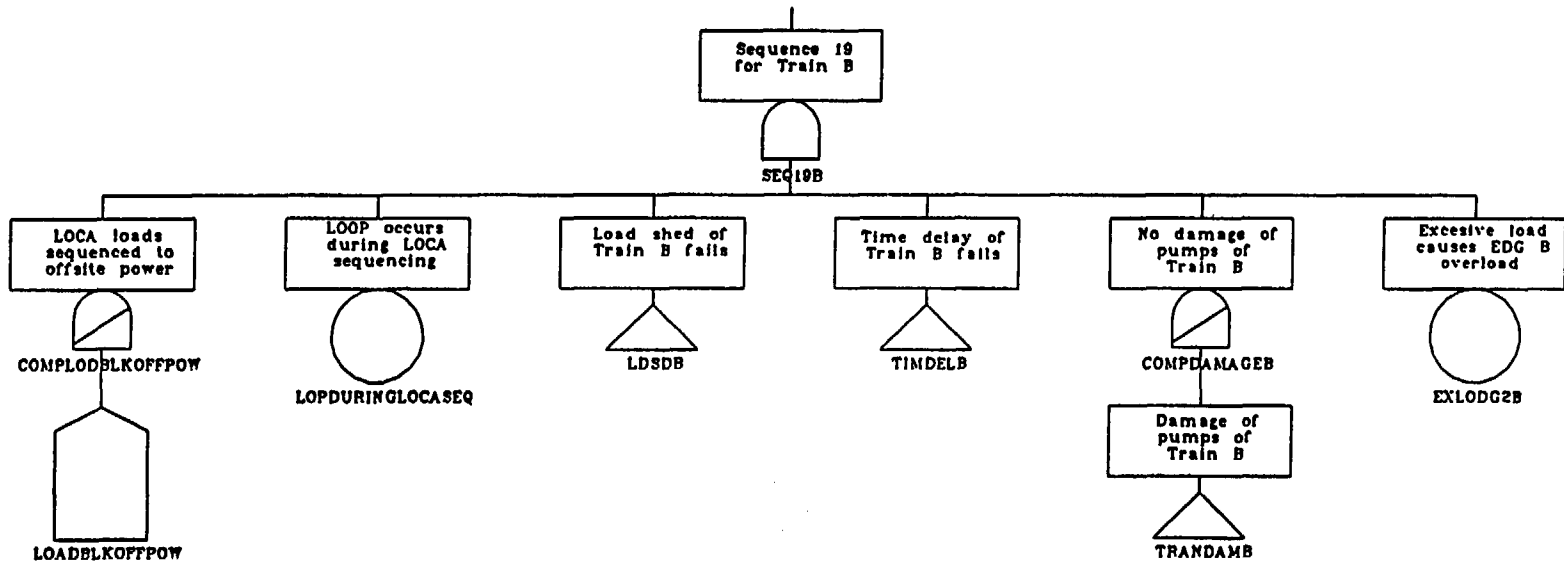 Sequence 19
for Train B
SEQ19B
LOCA loads
sequenced to
offsite power
LOOP occurs
during LOCA
sequencing
Load shed of
Train B fails
Time delay of
Train B fails
No damage of
pumps of
Train B
Excesive load
causes EDG B
overload
COMPLODBLKOFFPOW
LOPDURINGLOCASEQ
LDSDB
TIMDELB
COMPDAMAGEB
EXLODG2B
Damage of
pumps of
Train B
LOADBLKOFFPOW
TRANDAMB